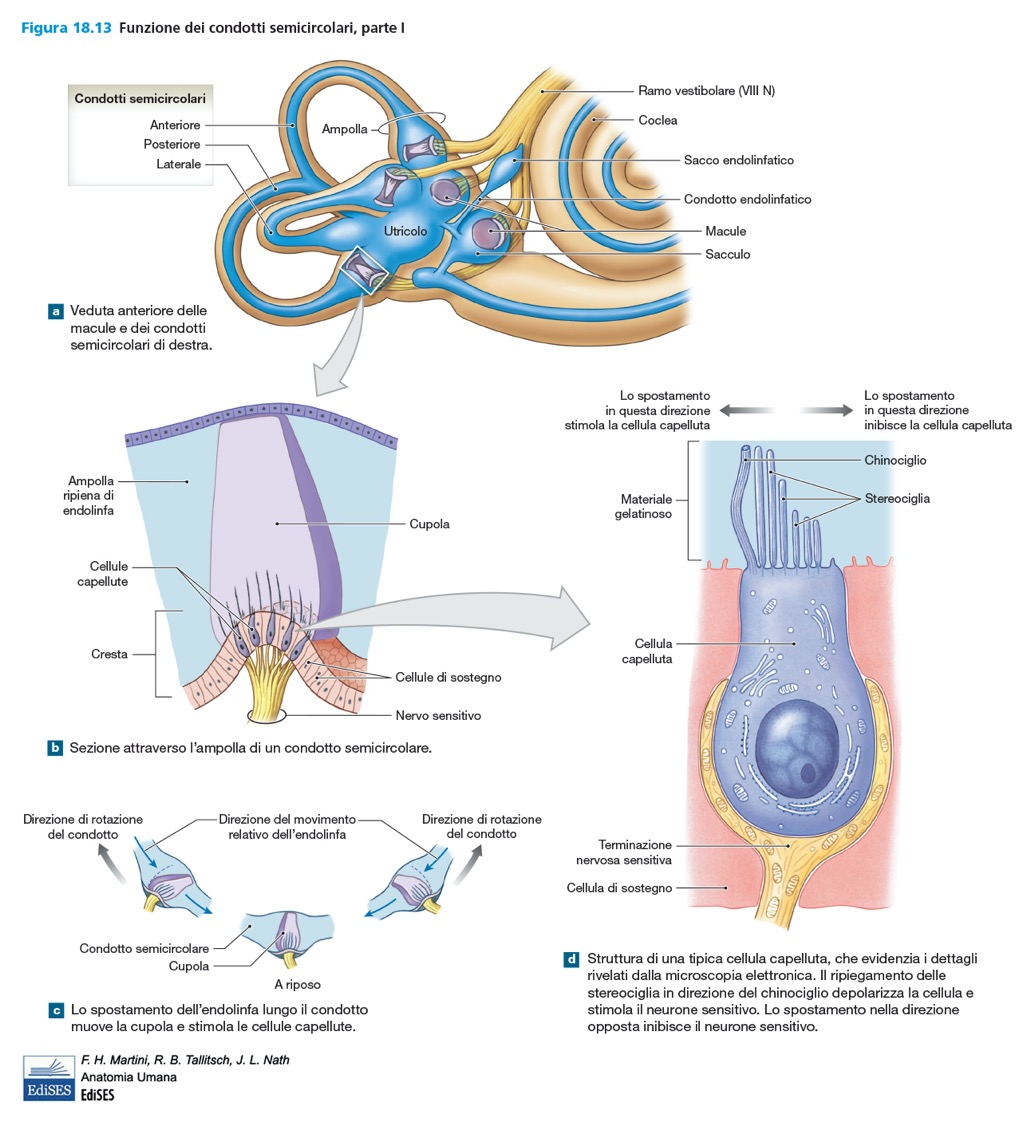 Figura 18.13 Funzione dei condotti semicircolari, parte I
Condotti semicircolari
Anteriore
Posteriore
Laterale
Ampolla
Utricolo
Ramo vestibolare (VIII N)
Coclea
Sacco endolinfatico
Condotto endolinfatico
Macule
Sacculo
a Veduta anteriore delle
macule e dei condotti
semicircolari di destra.
Ampolla
ripiena di
endolinfa
Cellule
capellute
Cresta
Cupola
Cellule di sostegno
Nervo sensitivo
b Sezione attraverso l'ampolla di un condotto semicircolare.
Lo spostamento
in questa direzione
stimola la cellula capelluta
Lo spostamento
in questa direzione
inibisce la cellula capelluta
Materiale
gelatinoso
Chinociglio
Stereociglia
Cellula
capelluta
Terminazione
nervosa sensitiva
Cellula di sostegno
Direzione di rotazione
del condotto
Direzione del movimento
relativo dell'endolinfa
Direzione di rotazione
del condotto
Condotto semicircolare
Cupola
A riposo
c Lo spostamento dell'endolinfa lungo il condotto
muove la cupola e stimola le cellule capellute.
d Struttura di una tipica cellula capelluta, che evidenzia i dettagli
rivelati dalla microscopia elettronica. Il ripiegamento delle
stereociglia in direzione del chinociglio depolarizza la cellula e
stimola il neurone sensitivo. Lo spostamento nella direzione
opposta inibisce il neurone sensitivo.
EdiSES
F. H. Martini, R. B. Tallitsch, J. L. Nath
Anatomia Umana
EdiSES